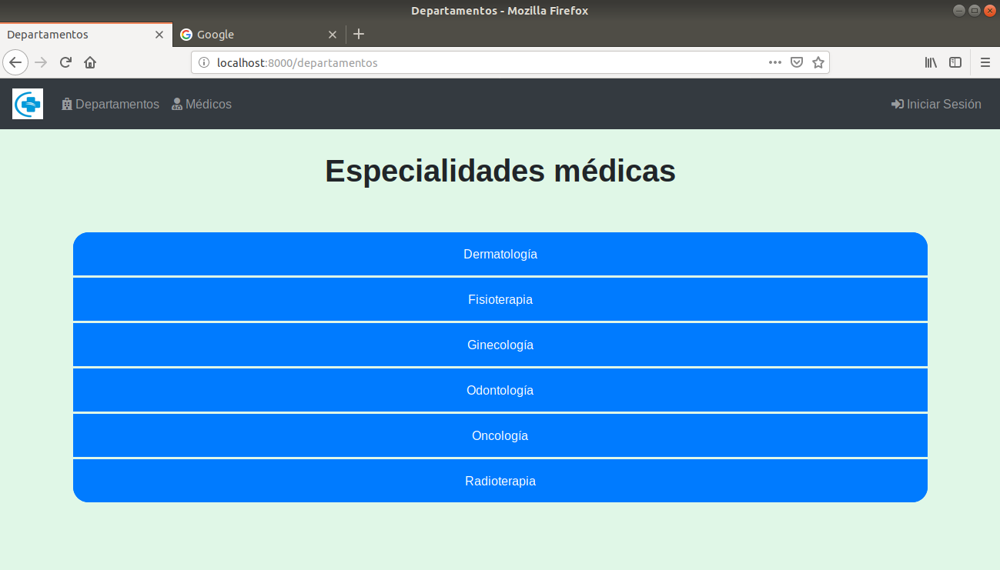 Departamentos - Mozilla Firefox
Departamentos Google
localhost:8000/departamentos
Departamentos Médicos Iniciar Sesión
Especialidades médicas
Dermatología
Fisioterapia
Ginecología
Odontología
Oncología
Radioterapia